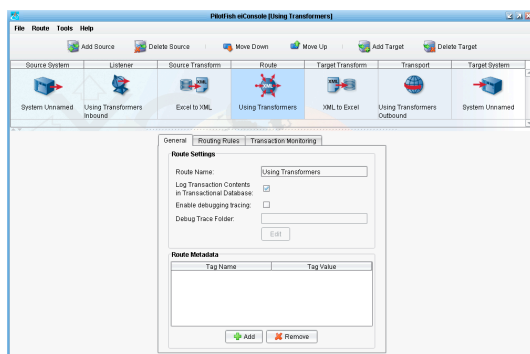 PilotFish eiConsole [Using Transformers]
File Route Tools Help
Add Source Delete Source Move Down Move Up Add Target Delete Target
Source System Listener Source Transform Route Target Transform Transport Target System
System Unnamed Using Transformers Inbound Excel to XML Using Transformers XML to Excel Using Transformers Outbound System Unnamed
General Routing Rules Transaction Monitoring
Route Settings
Route Name: Using Transformers
Log Transaction Contents
in Transactional Database:
Enable debugging tracing:
Debug Trace Folder:
Edit
Route Metadata
Tag Name Tag Value
Add Remove